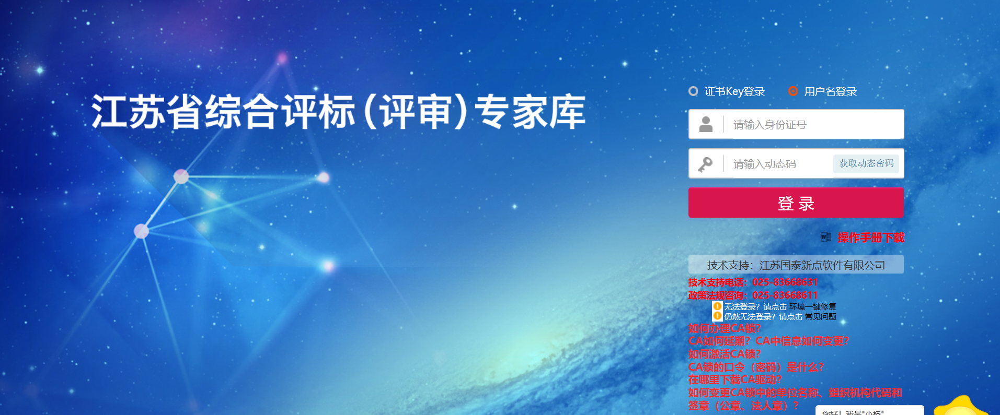 江苏省综合评标(评审)专家库
证书Key登录 用户名登录
请输入身份证号
请输入动态码 获取动态密码
登 录
操作手册下载
技术支持：江苏国泰新点软件有限公司
技术支持电话：025-83668631
政策法规咨询：025-83668611
无法登录？请点击 环境一键修复
仍然无法登录？请点击 常见问题
如何办理CA锁?
CA如何延期？CA中信息如何变更?
如何激活CA锁?
CA锁的口令（密码）是什么?
在哪里下载CA驱动?
如何变更CA锁中的单位名称、组织机构代码和
签章（公章、法人章）?
你好！我是"小桥"